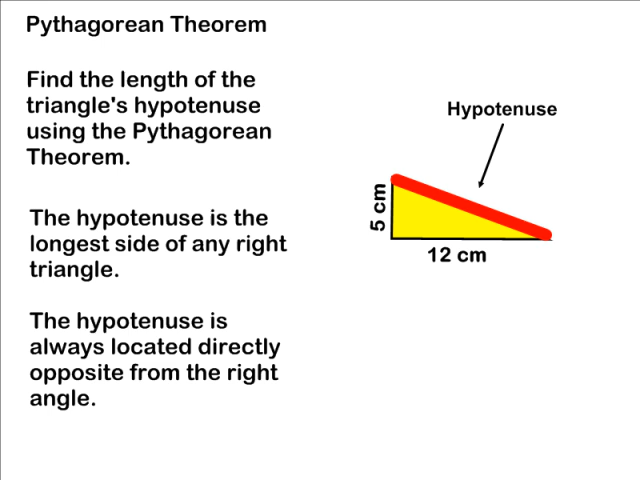 Pythagorean Theorem
Find the length of the
triangle's hypotenuse
using the Pythagorean
Theorem.
The hypotenuse is the
longest side of any right
triangle.
The hypotenuse is
always located directly
opposite from the right
angle.
Hypotenuse
5 cm
12 cm